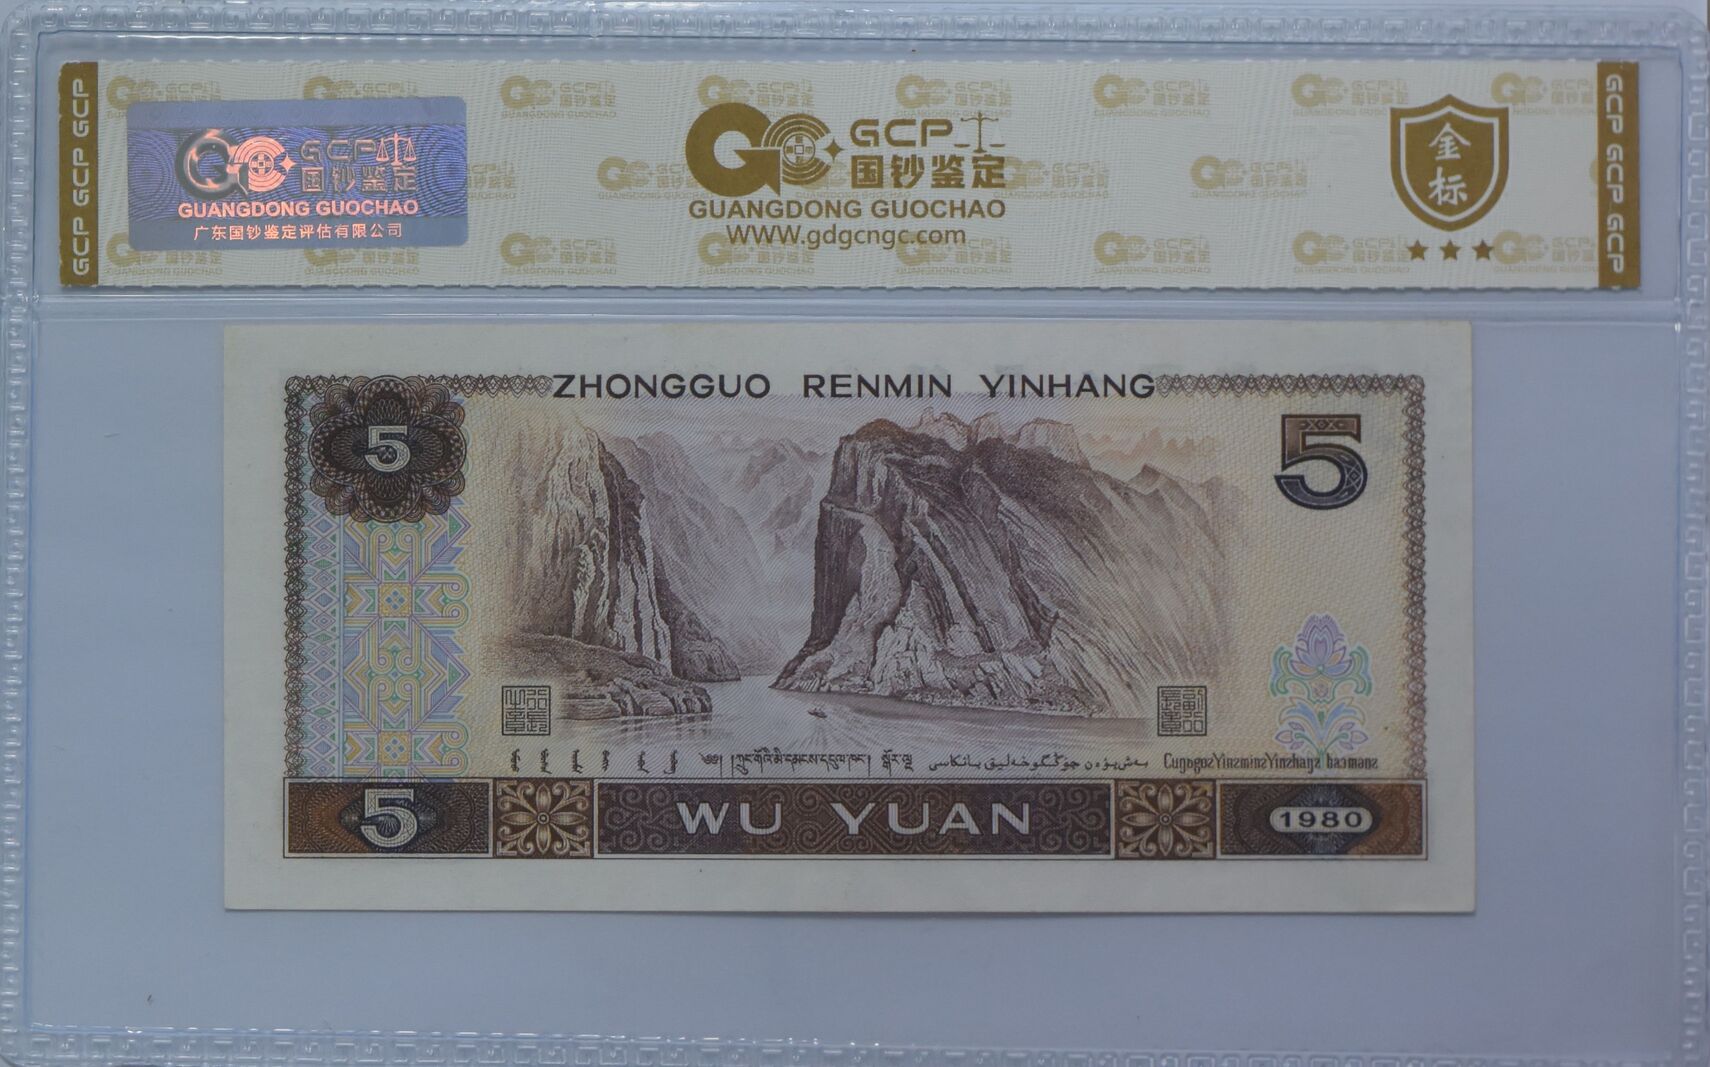 GCP GCP GCP
GCP
国钞鉴定
GUANGDONG GUOCHAO
广东国钞鉴定评估有限公司
GCP
国钞鉴定
GUANGDONG GUOCHAO
WWW.gdgcngc.com
金标
GCP GCP GCP
ZHONGGUO RENMIN YINHANG
5
5
5
WU YUAN
1980